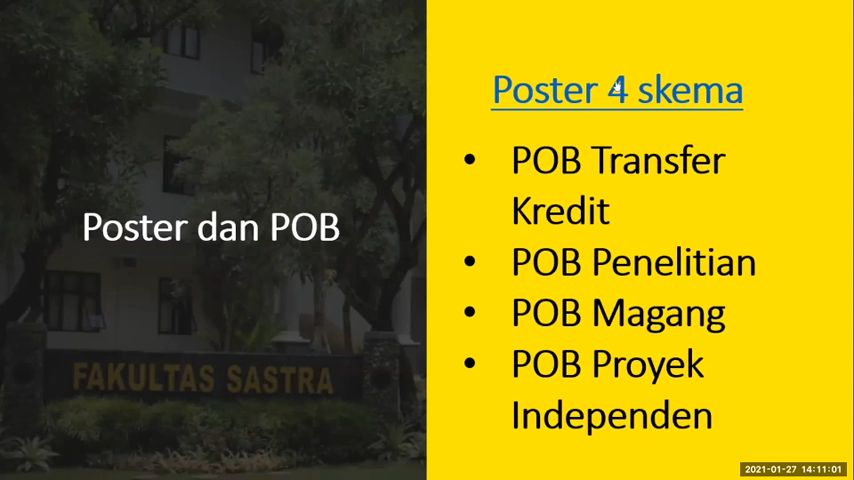 Poster dan POB
FAKULTAS SASTRA
Poster 4 skema
• POB Transfer
Kredit
• POB Penelitian
• POB Magang
• POB Proyek
Independen
2021-01-27 14:11:01